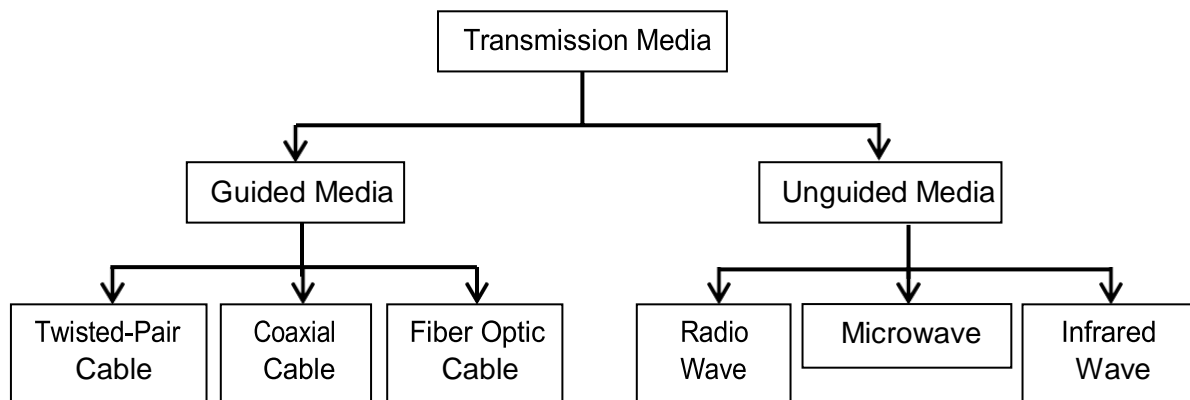 Transmission Media
Guided Media
Unguided Media
Twisted-Pair
Cable
Coaxial
Cable
Fiber Optic
Cable
Radio
Wave
Microwave
Infrared
Wave